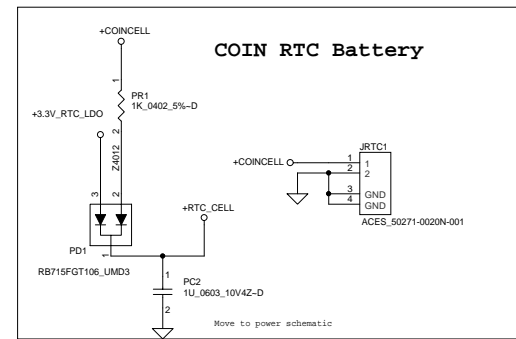 +COINCELL
COIN RTC Battery
1
PR1
1K_0402_5%~D
+3.3V_RTC_LDO
2
Z4012
JRTC1
+COINCELL
1
1
2
2
3
GND
4
GND
ACES_50271-0020N-001
3
2
+RTC_CELL
PD1
1
RB715FGT106_UMD3
1
PC2
1U_0603_10V4Z~D
2
Move to power schematic